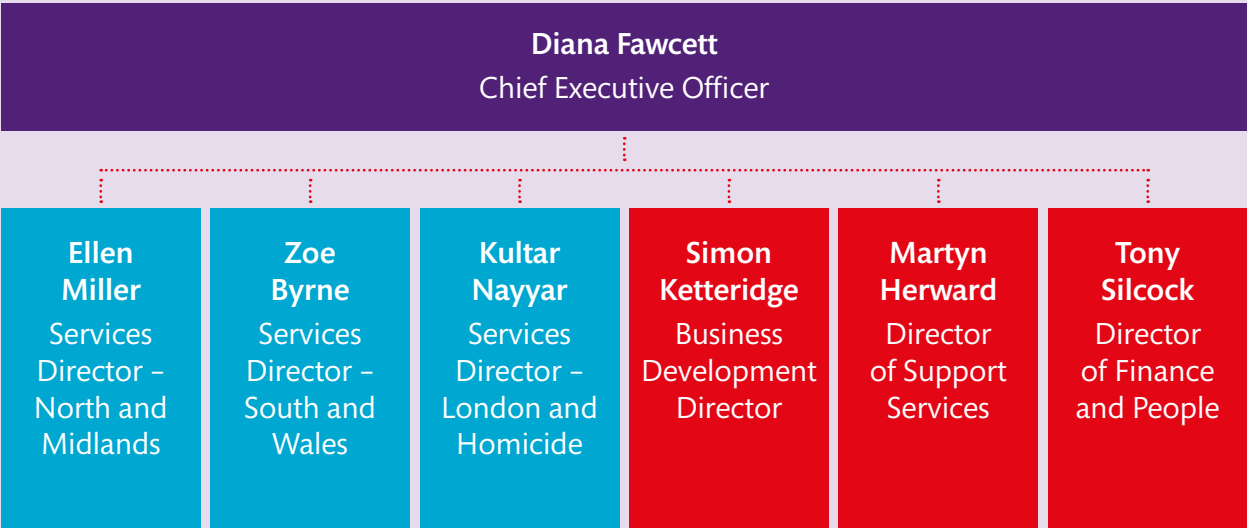 Diana Fawcett
Chief Executive Officer
Ellen
Miller
Services
Director –
North and
Midlands
Zoe
Byrne
Services
Director –
South and
Wales
Kultar
Nayyar
Services
Director –
London and
Homicide
Simon
Ketteridge
Business
Development
Director
Martyn
Herward
Director
of Support
Services
Tony
Silcock
Director
of Finance
and People